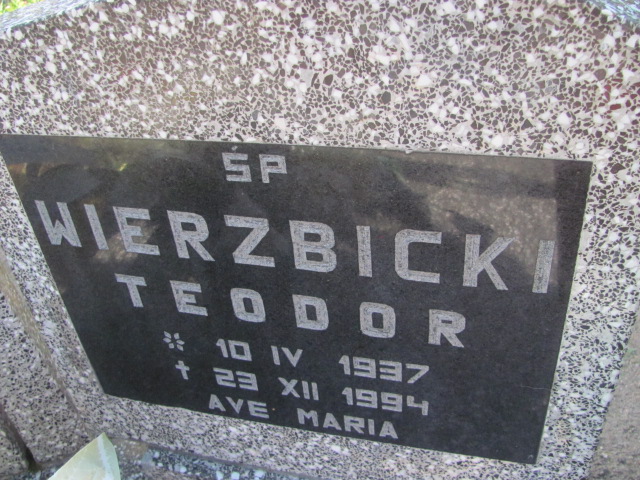 ŚP
WIERZBICKI
TEODOR
* 10 IV 1937
† 23 XII 1994
AVE MARIA